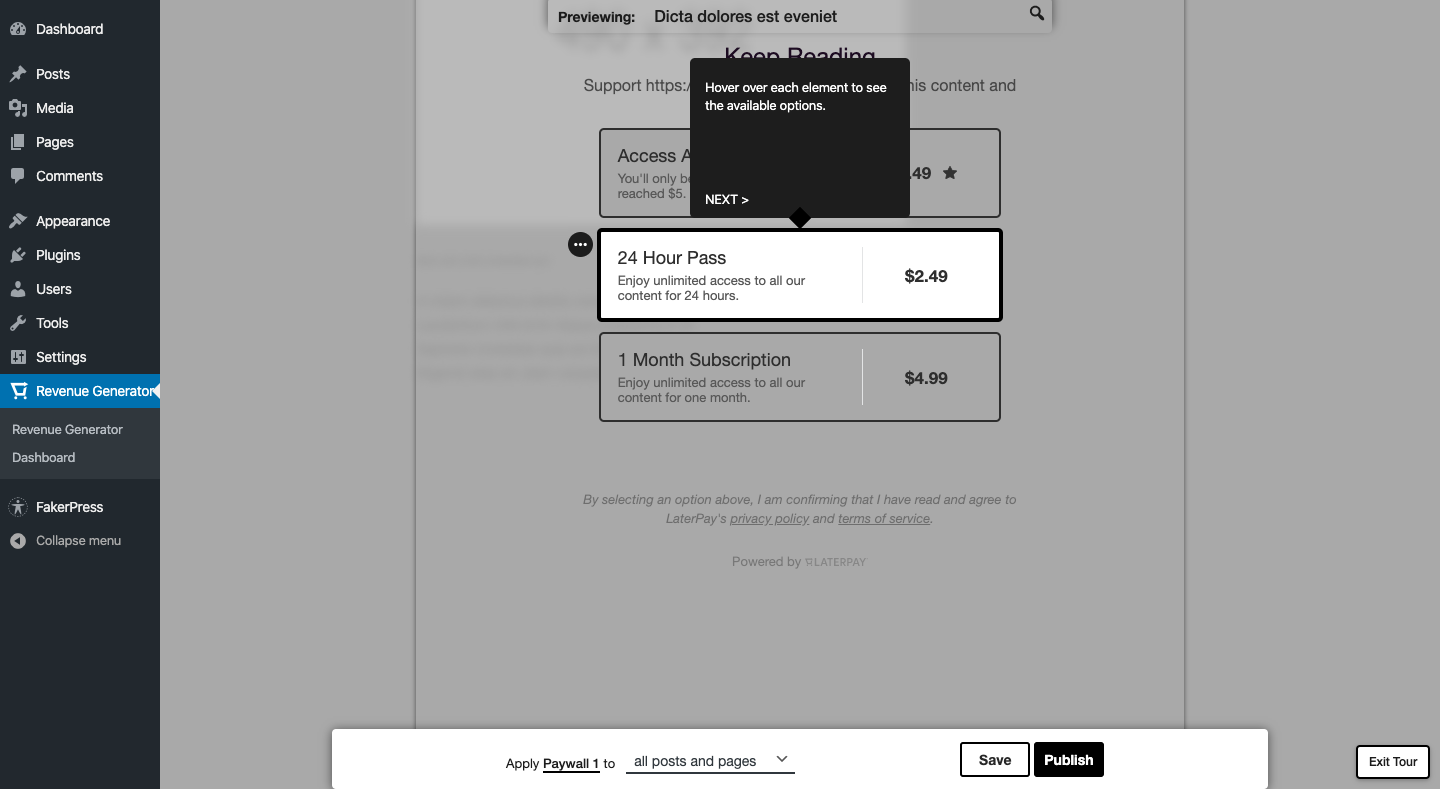 Dashboard
Posts
Media
Pages
Comments
Appearance
Plugins
Users
Tools
Settings
Revenue Generator
Revenue Generator
Dashboard
FakerPress
Collapse menu
Previewing: Dicta dolores est eveniet
Keep Reading
Support https:/ his content and
Hover over each element to see
the available options.
NEXT >
Access A
You'll only be
reached $5.
.49
24 Hour Pass
Enjoy unlimited access to all our
content for 24 hours.
$2.49
1 Month Subscription
Enjoy unlimited access to all our
content for one month.
$4.99
By selecting an option above, I am confirming that I have read and agree to
LaterPay's privacy policy and terms of service.
Powered by LATERPAY
Apply Paywall 1 to all posts and pages
Save
Publish
Exit Tour